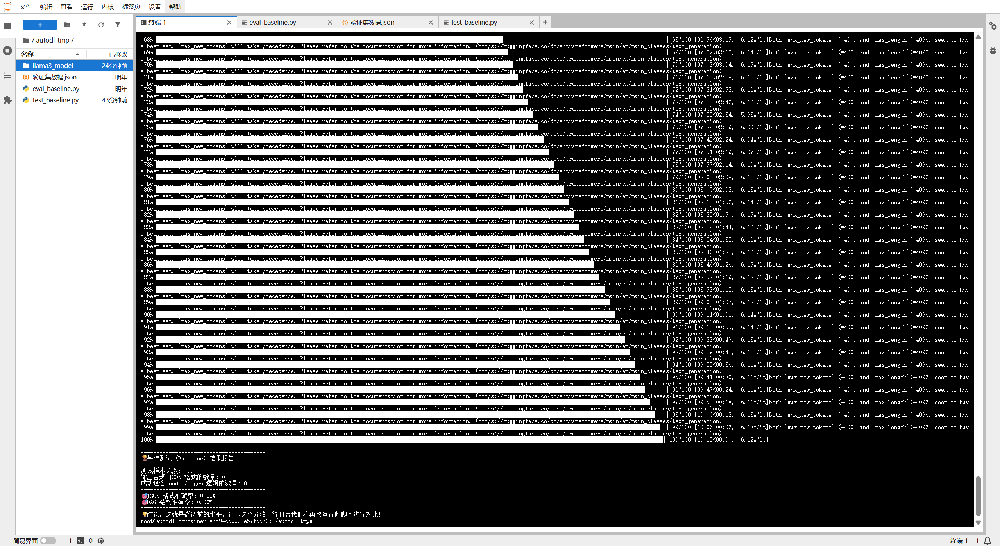 文件 编辑 查看 运行 内核 标签页 设置 帮助
+
/ autodl-tmp /
名称 已修改
llama3_model 24分钟前
验证集数据.json 明年
eval_baseline.py 明年
test_baseline.py 43分钟前
终端 1 eval_baseline.py 验证集数据.json test_baseline.py
68%| | 68/100 [06:56<03:15, 6.12s/it]Both `max_new_tokens` (=400) and `max_length`(=4096) seem to hav
e been set. `max_new_tokens` will take precedence. Please refer to the documentation for more information. (https://huggingface.co/docs/transformers/main/en/main_classes/text_generation)
69%| | 69/100 [07:02<03:10, 6.14s/it]Both `max_new_tokens` (=400) and `max_length`(=4096) seem to hav
e been set. `max_new_tokens` will take precedence. Please refer to the documentation for more information. (https://huggingface.co/docs/transformers/main/en/main_classes/text_generation)
70%| | 70/100 [07:08<03:04, 6.15s/it]Both `max_new_tokens` (=400) and `max_length`(=4096) seem to hav
e been set. `max_new_tokens` will take precedence. Please refer to the documentation for more information. (https://huggingface.co/docs/transformers/main/en/main_classes/text_generation)
71%| | 71/100 [07:15<02:58, 6.15s/it]Both `max_new_tokens` (=400) and `max_length`(=4096) seem to hav
e been set. `max_new_tokens` will take precedence. Please refer to the documentation for more information. (https://huggingface.co/docs/transformers/main/en/main_classes/text_generation)
72%| | 72/100 [07:21<02:52, 6.16s/it]Both `max_new_tokens` (=400) and `max_length`(=4096) seem to hav
e been set. `max_new_tokens` will take precedence. Please refer to the documentation for more information. (https://huggingface.co/docs/transformers/main/en/main_classes/text_generation)
73%| | 73/100 [07:27<02:46, 6.16s/it]Both `max_new_tokens` (=400) and `max_length`(=4096) seem to hav
e been set. `max_new_tokens` will take precedence. Please refer to the documentation for more information. (https://huggingface.co/docs/transformers/main/en/main_classes/text_generation)
74%| | 74/100 [07:32<02:34, 5.93s/it]Both `max_new_tokens` (=400) and `max_length`(=4096) seem to hav
e been set. `max_new_tokens` will take precedence. Please refer to the documentation for more information. (https://huggingface.co/docs/transformers/main/en/main_classes/text_generation)
75%| | 75/100 [07:38<02:29, 6.00s/it]Both `max_new_tokens` (=400) and `max_length`(=4096) seem to hav
e been set. `max_new_tokens` will take precedence. Please refer to the documentation for more information. (https://huggingface.co/docs/transformers/main/en/main_classes/text_generation)
76%| | 76/100 [07:45<02:24, 6.04s/it]Both `max_new_tokens` (=400) and `max_length`(=4096) seem to hav
e been set. `max_new_tokens` will take precedence. Please refer to the documentation for more information. (https://huggingface.co/docs/transformers/main/en/main_classes/text_generation)
77%| | 77/100 [07:51<02:19, 6.07s/it]Both `max_new_tokens` (=400) and `max_length`(=4096) seem to hav
e been set. `max_new_tokens` will take precedence. Please refer to the documentation for more information. (https://huggingface.co/docs/transformers/main/en/main_classes/text_generation)
78%| | 78/100 [07:57<02:14, 6.10s/it]Both `max_new_tokens` (=400) and `max_length`(=4096) seem to hav
e been set. `max_new_tokens` will take precedence. Please refer to the documentation for more information. (https://huggingface.co/docs/transformers/main/en/main_classes/text_generation)
79%| | 79/100 [08:03<02:08, 6.12s/it]Both `max_new_tokens` (=400) and `max_length`(=4096) seem to hav
e been set. `max_new_tokens` will take precedence. Please refer to the documentation for more information. (https://huggingface.co/docs/transformers/main/en/main_classes/text_generation)
80%| | 80/100 [08:09<02:02, 6.13s/it]Both `max_new_tokens` (=400) and `max_length`(=4096) seem to hav
e been set. `max_new_tokens` will take precedence. Please refer to the documentation for more information. (https://huggingface.co/docs/transformers/main/en/main_classes/text_generation)
81%| | 81/100 [08:15<01:56, 6.14s/it]Both `max_new_tokens` (=400) and `max_length`(=4096) seem to hav
e been set. `max_new_tokens` will take precedence. Please refer to the documentation for more information. (https://huggingface.co/docs/transformers/main/en/main_classes/text_generation)
82%| | 82/100 [08:22<01:50, 6.15s/it]Both `max_new_tokens` (=400) and `max_length`(=4096) seem to hav
e been set. `max_new_tokens` will take precedence. Please refer to the documentation for more information. (https://huggingface.co/docs/transformers/main/en/main_classes/text_generation)
83%| | 83/100 [08:28<01:44, 6.16s/it]Both `max_new_tokens` (=400) and `max_length`(=4096) seem to hav
e been set. `max_new_tokens` will take precedence. Please refer to the documentation for more information. (https://huggingface.co/docs/transformers/main/en/main_classes/text_generation)
84%| | 84/100 [08:34<01:38, 6.16s/it]Both `max_new_tokens` (=400) and `max_length`(=4096) seem to hav
e been set. `max_new_tokens` will take precedence. Please refer to the documentation for more information. (https://huggingface.co/docs/transformers/main/en/main_classes/text_generation)
85%| | 85/100 [08:40<01:32, 6.16s/it]Both `max_new_tokens` (=400) and `max_length`(=4096) seem to hav
e been set. `max_new_tokens` will take precedence. Please refer to the documentation for more information. (https://huggingface.co/docs/transformers/main/en/main_classes/text_generation)
86%| | 86/100 [08:46<01:26, 6.15s/it]Both `max_new_tokens` (=400) and `max_length`(=4096) seem to hav
e been set. `max_new_tokens` will take precedence. Please refer to the documentation for more information. (https://huggingface.co/docs/transformers/main/en/main_classes/text_generation)
87%| | 87/100 [08:52<01:19, 6.13s/it]Both `max_new_tokens` (=400) and `max_length`(=4096) seem to hav
e been set. `max_new_tokens` will take precedence. Please refer to the documentation for more information. (https://huggingface.co/docs/transformers/main/en/main_classes/text_generation)
88%| | 88/100 [08:58<01:13, 6.13s/it]Both `max_new_tokens` (=400) and `max_length`(=4096) seem to hav
e been set. `max_new_tokens` will take precedence. Please refer to the documentation for more information. (https://huggingface.co/docs/transformers/main/en/main_classes/text_generation)
89%| | 89/100 [09:05<01:07, 6.13s/it]Both `max_new_tokens` (=400) and `max_length`(=4096) seem to hav
e been set. `max_new_tokens` will take precedence. Please refer to the documentation for more information. (https://huggingface.co/docs/transformers/main/en/main_classes/text_generation)
90%| | 90/100 [09:11<01:01, 6.14s/it]Both `max_new_tokens` (=400) and `max_length`(=4096) seem to hav
e been set. `max_new_tokens` will take precedence. Please refer to the documentation for more information. (https://huggingface.co/docs/transformers/main/en/main_classes/text_generation)
91%| | 91/100 [09:17<00:55, 6.14s/it]Both `max_new_tokens` (=400) and `max_length`(=4096) seem to hav
e been set. `max_new_tokens` will take precedence. Please refer to the documentation for more information. (https://huggingface.co/docs/transformers/main/en/main_classes/text_generation)
92%| | 92/100 [09:23<00:49, 6.13s/it]Both `max_new_tokens` (=400) and `max_length`(=4096) seem to hav
e been set. `max_new_tokens` will take precedence. Please refer to the documentation for more information. (https://huggingface.co/docs/transformers/main/en/main_classes/text_generation)
93%| | 93/100 [09:29<00:42, 6.12s/it]Both `max_new_tokens` (=400) and `max_length`(=4096) seem to hav
e been set. `max_new_tokens` will take precedence. Please refer to the documentation for more information. (https://huggingface.co/docs/transformers/main/en/main_classes/text_generation)
94%| | 94/100 [09:35<00:36, 6.11s/it]Both `max_new_tokens` (=400) and `max_length`(=4096) seem to hav
e been set. `max_new_tokens` will take precedence. Please refer to the documentation for more information. (https://huggingface.co/docs/transformers/main/en/main_classes/text_generation)
95%| | 95/100 [09:41<00:30, 6.11s/it]Both `max_new_tokens` (=400) and `max_length`(=4096) seem to hav
e been set. `max_new_tokens` will take precedence. Please refer to the documentation for more information. (https://huggingface.co/docs/transformers/main/en/main_classes/text_generation)
96%| | 96/100 [09:47<00:24, 6.11s/it]Both `max_new_tokens` (=400) and `max_length`(=4096) seem to hav
e been set. `max_new_tokens` will take precedence. Please refer to the documentation for more information. (https://huggingface.co/docs/transformers/main/en/main_classes/text_generation)
97%| | 97/100 [09:53<00:18, 6.11s/it]Both `max_new_tokens` (=400) and `max_length`(=4096) seem to hav
e been set. `max_new_tokens` will take precedence. Please refer to the documentation for more information. (https://huggingface.co/docs/transformers/main/en/main_classes/text_generation)
98%| | 98/100 [10:00<00:12, 6.13s/it]Both `max_new_tokens` (=400) and `max_length`(=4096) seem to hav
e been set. `max_new_tokens` will take precedence. Please refer to the documentation for more information. (https://huggingface.co/docs/transformers/main/en/main_classes/text_generation)
99%| | 99/100 [10:06<00:06, 6.13s/it]Both `max_new_tokens` (=400) and `max_length`(=4096) seem to hav
e been set. `max_new_tokens` will take precedence. Please refer to the documentation for more information. (https://huggingface.co/docs/transformers/main/en/main_classes/text_generation)
100%| | 100/100 [10:12<00:00, 6.12s/it]
========================================
🏆基准测试 (Baseline) 结果报告
========================================
测试样本总数: 100
输出合规 JSON 格式的数量: 0
成功包含 nodes/edges 逻辑的数量: 0
----------------------------------------
🎯JSON 格式准确率: 0.00%
🎯DAG 结构准确率: 0.00%
========================================
💡结论：这就是微调前的水平。记下这个分数，微调后我们将再次运行此脚本进行对比！
root@autodl-container-e7f94cb009-e57f5572:~/autodl-tmp#
简易界面 1 0 终端 1 1